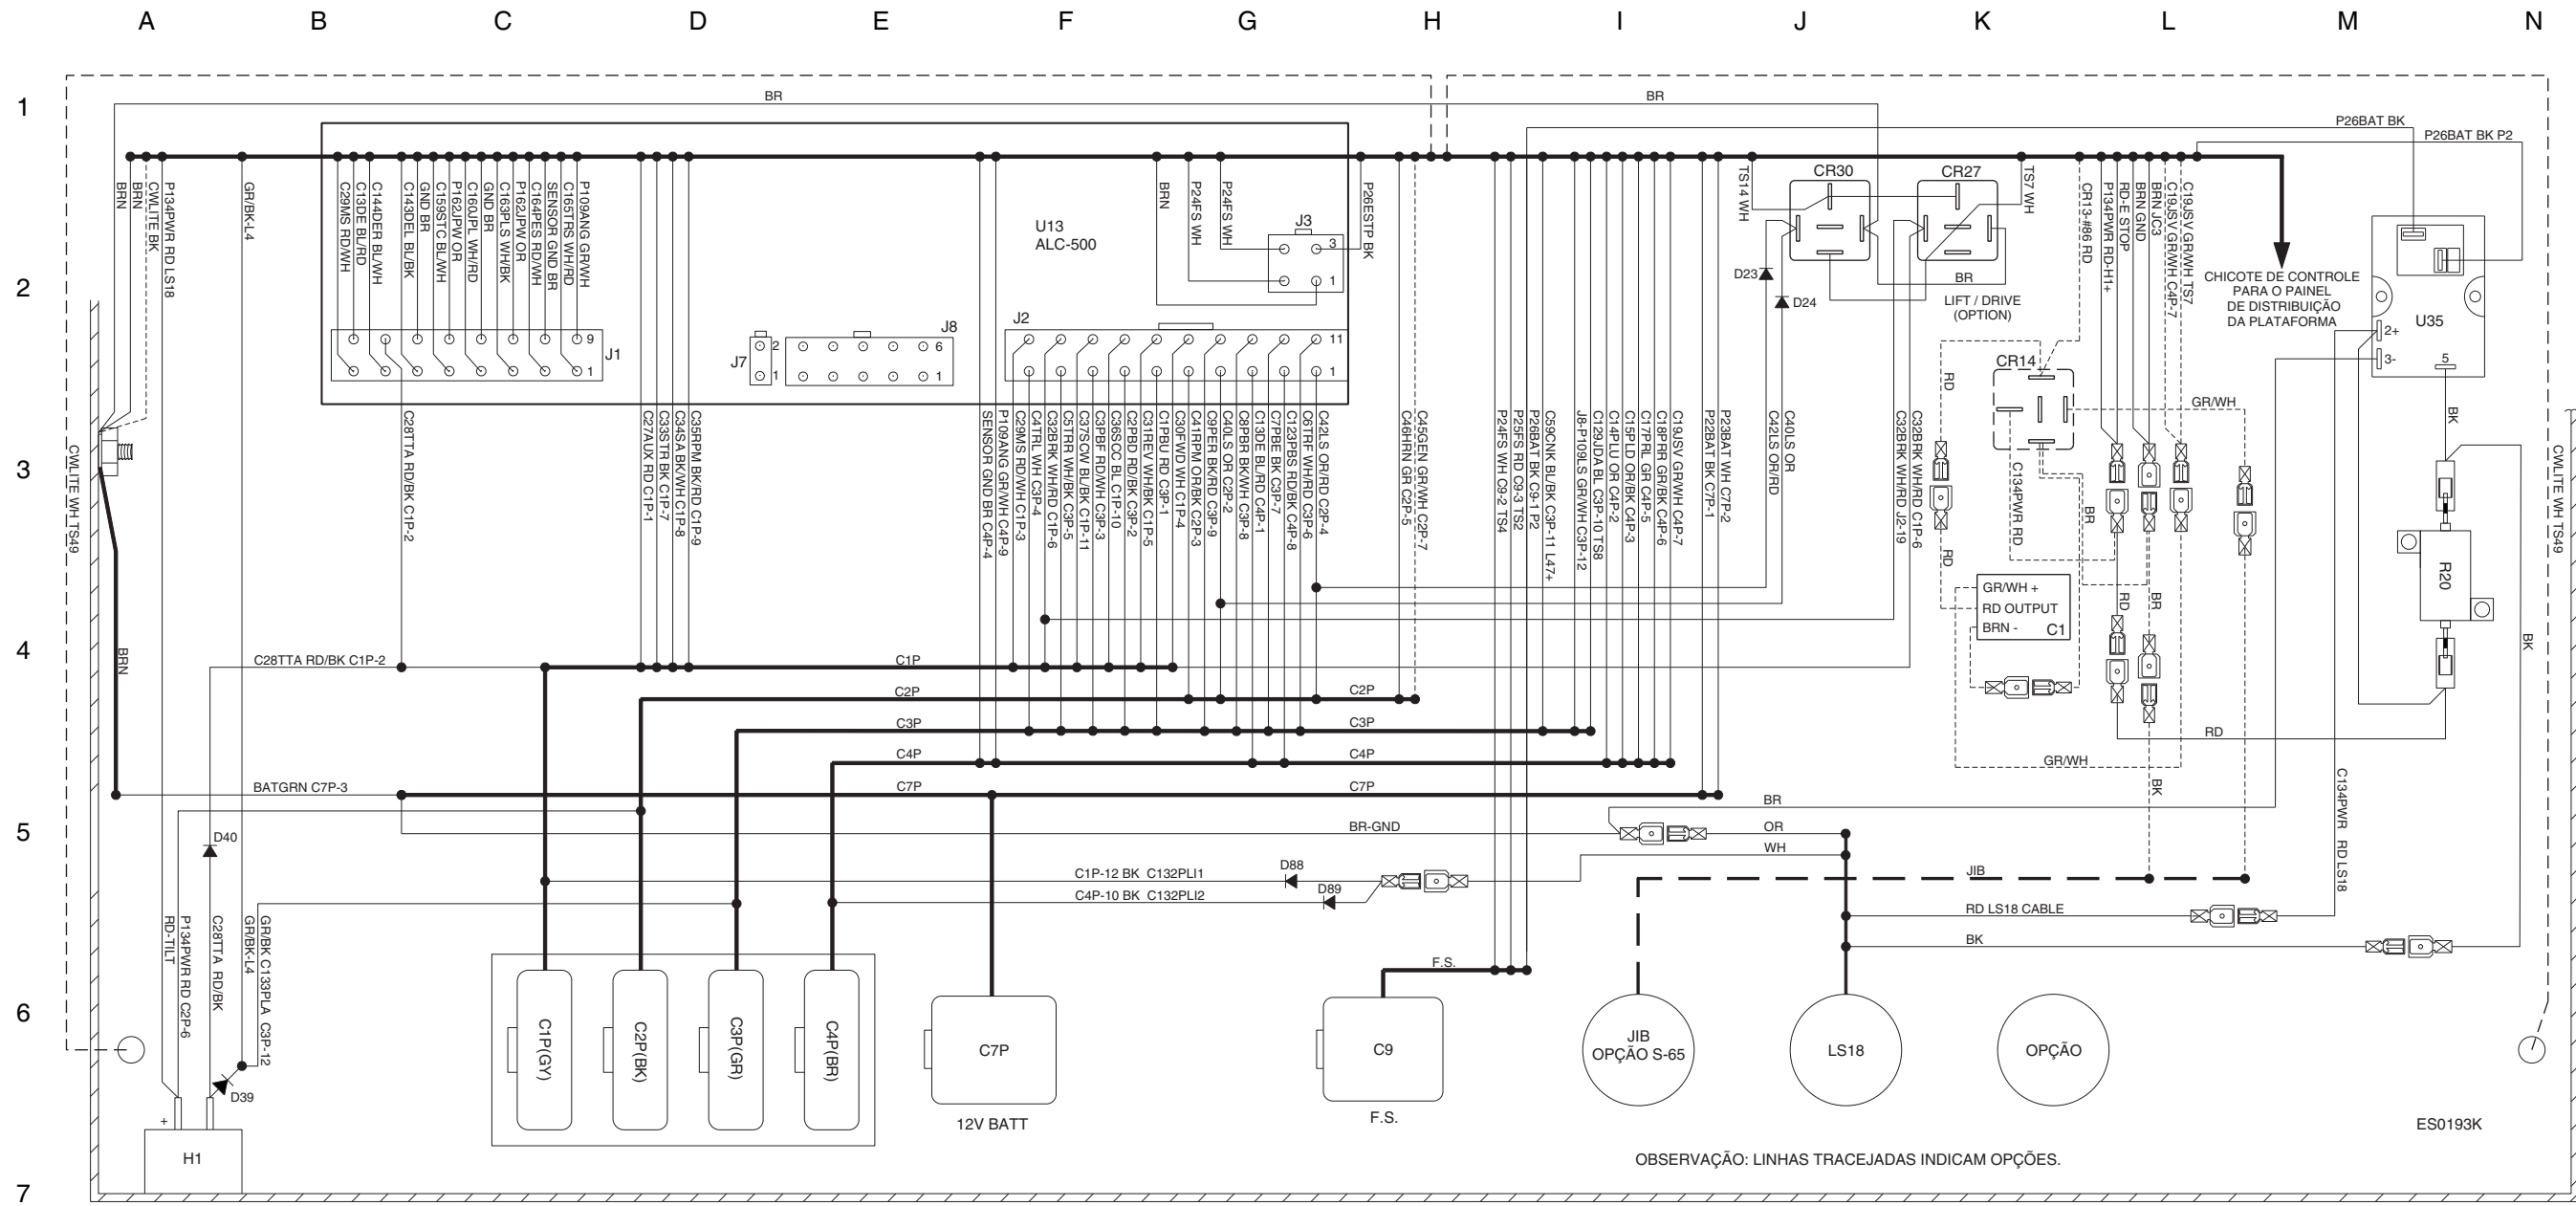 A B C D E F G H I J K L M N
1
2
3
4
5
6
7
BR
BR
P26BAT BK
P26BAT BK P2
BRN
BRN
CWLITE BK
P134PWR RD LS18
GR/BK-L4
C29MS RD/WH
C13DE BL/RD
C144DER BL/WH
C143DEL BL/BK
GND BR
C159STC BL/WH
P162JPW OR
C160JPL WH/RD
GND BR
C163PLS WH/BK
P162JPW OR
C164PES RD/WH
SENSOR GND BR
C165TRS WH/RD
P109ANG GR/WH
U13
ALC-500
BRN
P24FS WH
P24FS WH
J3
3
1
P26ESTP BK
TS14 WH
CR30
CR27
TS7 WH
D23
D24
BR
LIFT / DRIVE
(OPTION)
CR13-#86 RD
P134PWR RD-H1+
RD-E STOP
BRN GND
BRN JC3
C19JSV GR/WH C4P-7
C19JSV GR/WH TS7
CHICOTE DE CONTROLE
PARA O PAINEL
DE DISTRIBUIÇÃO
DA PLATAFORMA
U35
2+
3-
5
BK
J1
9
1
J7
2
1
J8
6
1
J2
11
1
CR14
RD
RD
GR/WH
C134PWR RD
BR
CWLITE WH TS49
C28TTA RD/BK C1P-2
C27AUX RD C1P-1
C33STR BK C1P-7
C34SA BK/WH C1P-8
C35RPM BK/RD C1P-9
SENSOR GND BR C4P-4
P109ANG GR/WH C4P-9
C29MS RD/WH C1P-3
C41TRL WH C3P-4
C32BRK WH/RD C1P-6
C5TRR WH/BK C3P-5
C37SCW BL/BK C1P-11
C3PBF RD/WH C3P-3
C36SCC BL C1P-10
C2PBD RD/BK C3P-2
C31REV WH/BK C1P-5
C1PBU RD C3P-1
C30FWD WH C1P-4
C41RPM OR/BK C2P-3
C9PER BK/RD C3P-9
C40LS OR C2P-2
C8PBR BK/WH C3P-8
C13DE BL/RD C4P-1
C7PBE BK C3P-7
C123PBS RD/BK C4P-8
C6TRF WH/RD C3P-6
C42LS OR/RD C2P-4
C46HRN GR C2P-5
C45GEN GR/WH C2P-7
P24FS WH C9-2 TS4
P25FS RD C9-3 TS2
P26BAT BK C9-1 P2
C59CNK BL/BK C3P-11 L47+
J8-P109LS GR/WH C3P-12
C129JDA BL C3P-10 TS8
C14PLU OR C4P-2
C15PLD OR/BK C4P-3
C17PRL GR C4P-5
C18PRR GR/BK C4P-6
C19JSV GR/WH C4P-7
P22BAT BK C7P-1
P23BAT WH C7P-2
C42LS OR/RD
C40LS OR
C32BRK WH/RD J2-19
C32BRK WH/RD C1P-6
CWLITE WH TS49
R20
GR/WH +
RD OUTPUT
BRN -
C1
RD
BR
BK
BRN
C28TTA RD/BK C1P-2
C1P
C2P
C2P
C3P
C3P
C4P
C4P
BATGRN C7P-3
C7P
C7P
RD
GR/WH
BK
C134PWR RD LS18
BR
D40
BR-GND
OR
WH
C1P-12 BK C132PLI1
D88
C4P-10 BK C132PLI2
D89
JIB
RD LS18 CABLE
BK
RD-TILT
P134PWR RD C2P-6
C28TTA RD/BK
GR/BK-L4
GR/BK C133PLA C3P-12
F.S.
D39
+
H1
C1P(GY)
C2P(BK)
C3P(GR)
C4P(BR)
C7P
12V BATT
C9
F.S.
JIB
OPÇÃO S-65
LS18
OPÇÃO
ES0193K
OBSERVAÇÃO: LINHAS TRACEJADAS INDICAM OPÇÕES.